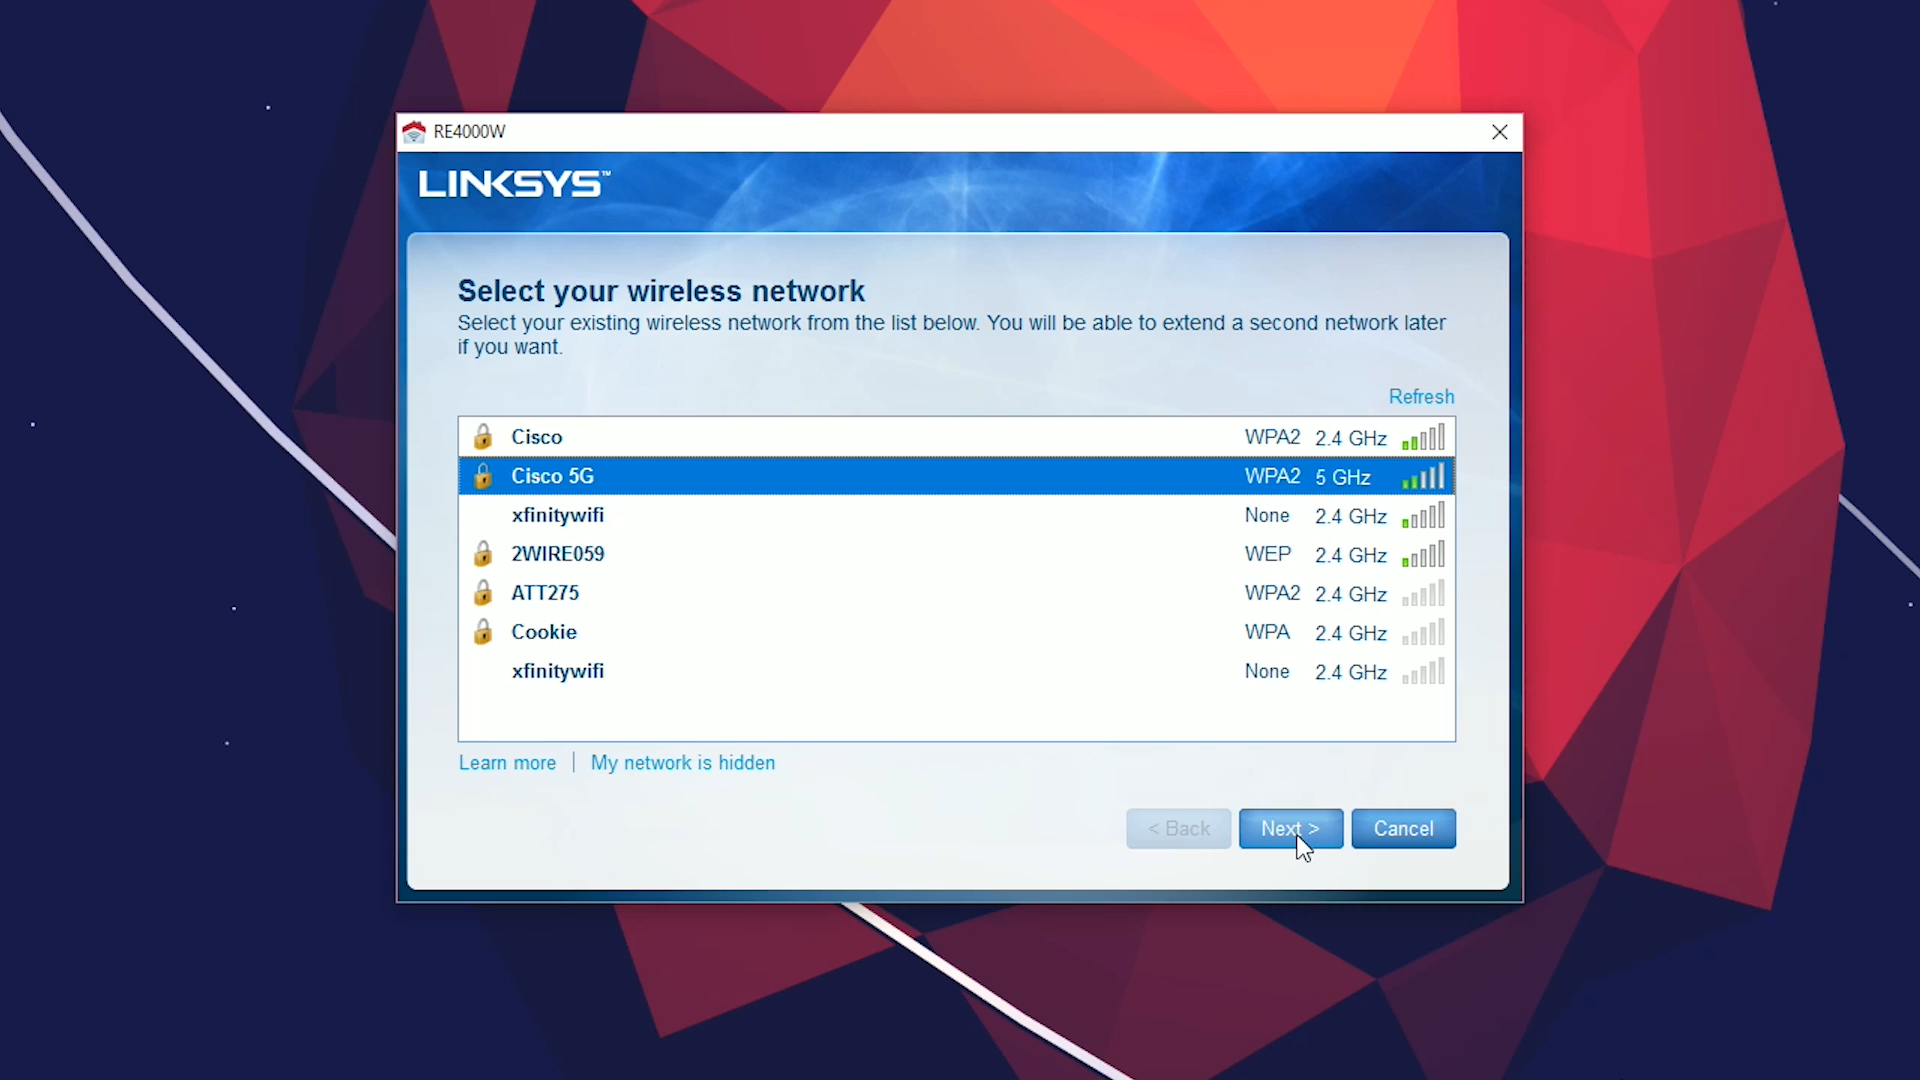 RE4000W
LINKSYS™
Select your wireless network
Select your existing wireless network from the list below. You will be able to extend a second network later
if you want.
Refresh
Cisco WPA2 2.4 GHz
Cisco 5G WPA2 5 GHz
xfinitywifi None 2.4 GHz
2WIRE059 WEP 2.4 GHz
ATT275 WPA2 2.4 GHz
Cookie WPA 2.4 GHz
xfinitywifi None 2.4 GHz
Learn more | My network is hidden
< Back Next > Cancel